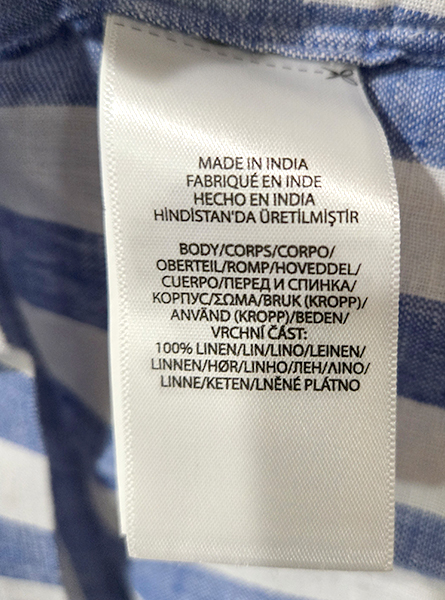 MADE IN INDIA
FABRIQUÉ EN INDE
HECHO EN INDIA
HİNDİSTAN'DA ÜRETİLMİŞTİR
BODY/CORPS/CORPO/
OBERTEIL/ROMP/HOVEDDEL/
CUERPO/ПЕРЕД И СПИНКА/
КОРПУС/ΣΩΜΑ/BRUK (KROPP)/
ANVÄND (KROPP)/BEDEN/
VRCHNÍ ČÁST:
100% LINEN/LIN/LINO/LEINEN/
LINNEN/HØR/LINHO/ЛЕН/ΛΙΝΟ/
LINNE/KETEN/LNĚNÉ PLÁTNO